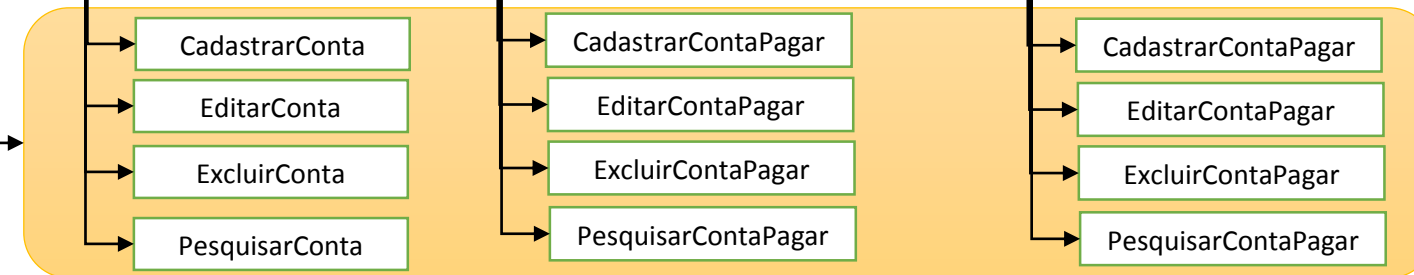 CadastrarConta
EditarConta
ExcluirConta
PesquisarConta
CadastrarContaPagar
EditarContaPagar
ExcluirContaPagar
PesquisarContaPagar
CadastrarContaPagar
EditarContaPagar
ExcluirContaPagar
PesquisarContaPagar